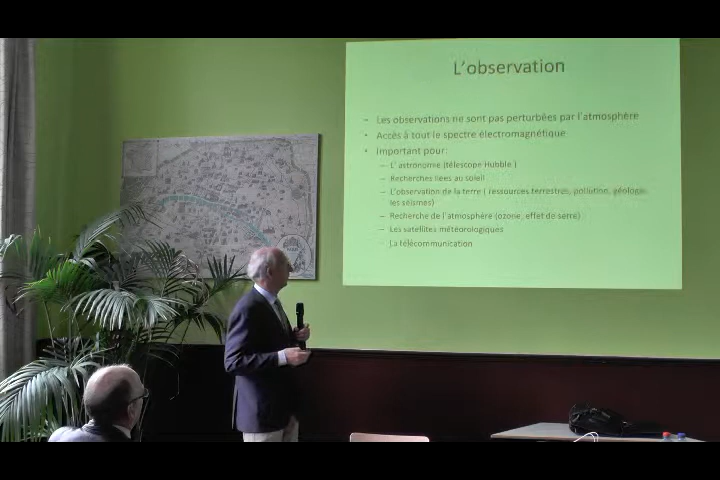 L'observation
- Les observations ne sont pas perturbées par l'atmosphère
• Accès à tout le spectre électromagnétique
• Important pour:
– L' astronomie (télescope Hubble )
– Recherches liées au soleil
– L'observation de la terre ( ressources terrestres, pollution, géologie,
les séismes)
– Recherche de l'atmosphère (ozone, effet de serre)
– Les satellites météorologiques
– La télécommunication